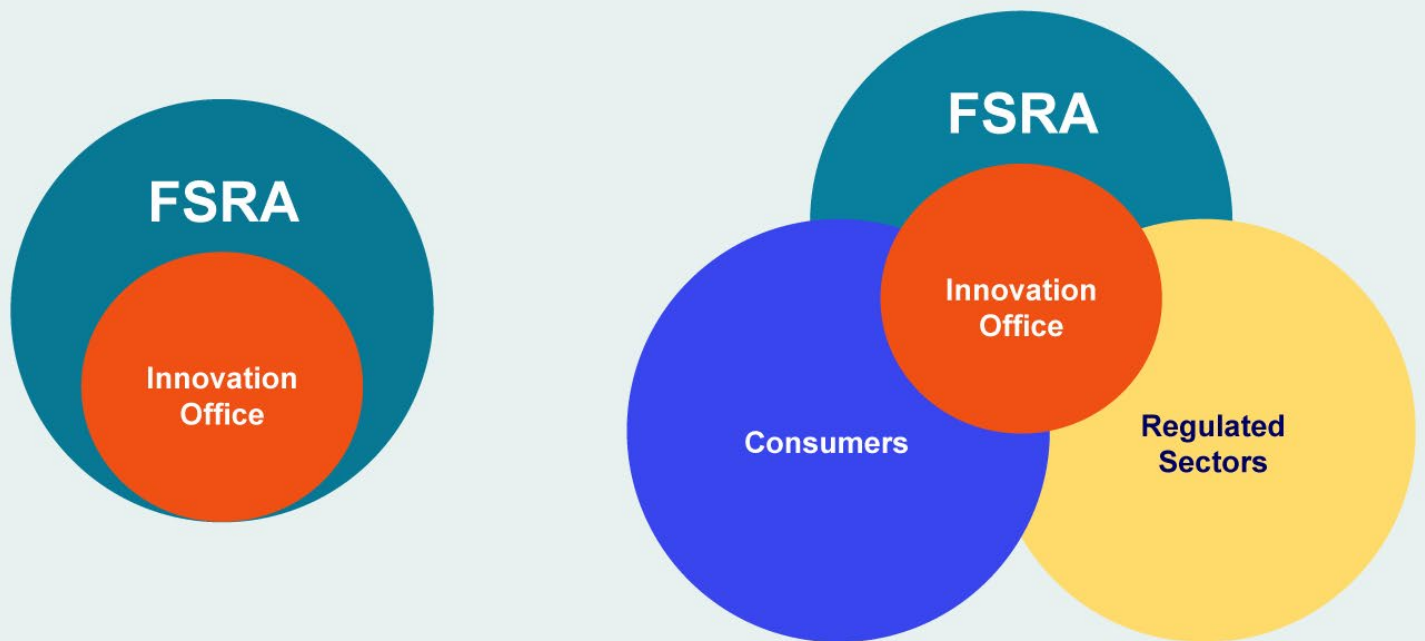 FSRA
Innovation
Office
FSRA
Innovation
Office
Consumers
Regulated
Sectors